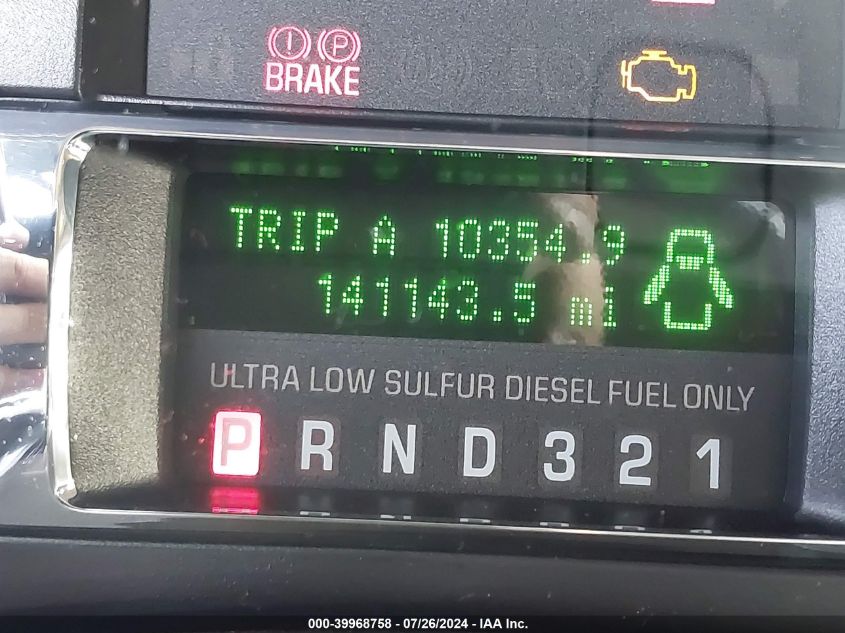 BRAKE
TRIP A 10354.9
141143.5 mi
ULTRA LOW SULFUR DIESEL FUEL ONLY
P R N D 3 2 1
000-39968758 - 07/26/2024 - IAA Inc.